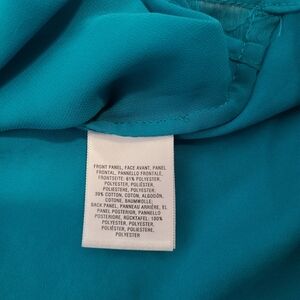 FRONT PANEL, FACE AVANT, PANEL
FRONTAL, PANNELLO FRONTALE,
FRONTSEITE: 61% POLYESTER,
POLYESTER, POLIÉSTER,
POLIESTERE, POLYESTER;
39% COTTON, COTON, ALGODÓN,
COTONE, BAUMWOLLE;
BACK PANEL, PANNEAU ARRIÈRE, EL
PANEL POSTERIOR, PANNELLO
POSTERIORE, RÜCKTAFEL: 100%
POLYESTER, POLYESTER,
POLIÉSTER, POLIESTERE,
POLYESTER